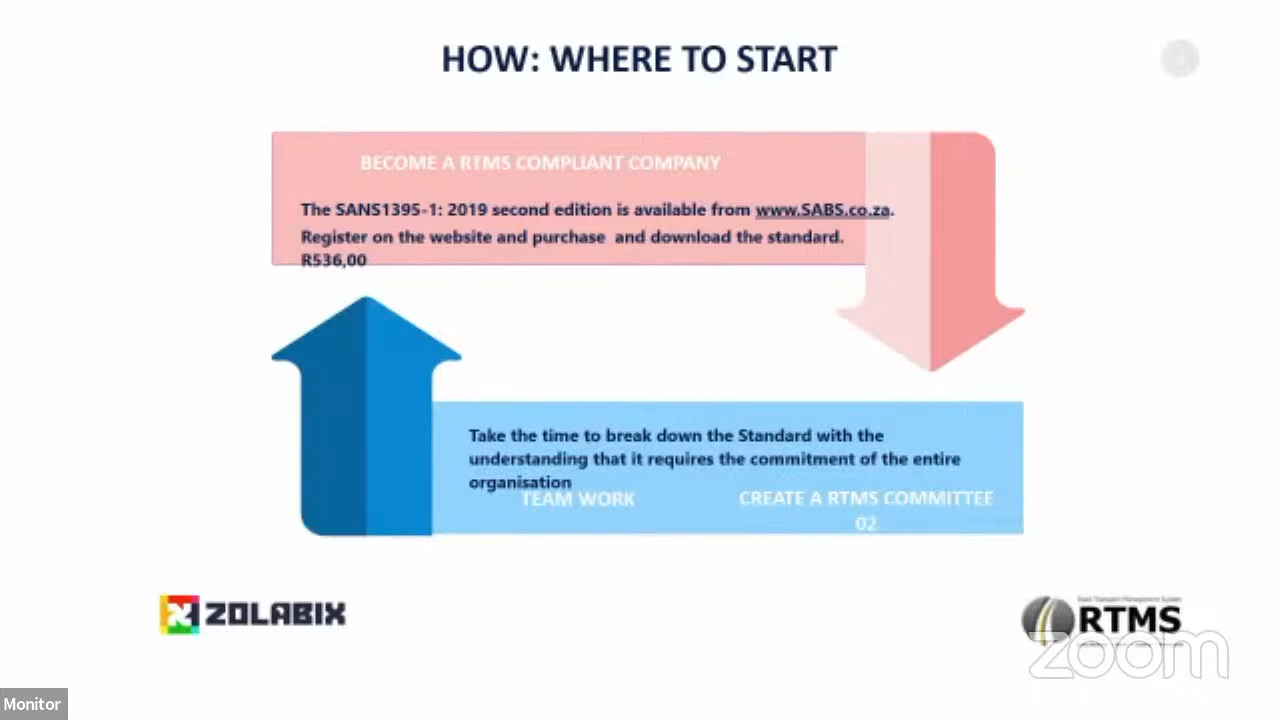 HOW: WHERE TO START
BECOME A RTMS COMPLIANT COMPANY
The SANS1395-1: 2019 second edition is available from www.SABS.co.za.
Register on the website and purchase and download the standard.
R536,00
Take the time to break down the Standard with the
understanding that it requires the commitment of the entire
organisation
TEAM WORK
CREATE A RTMS COMMITTEE
02
ZOLABIX
RTMS
zoom
Monitor